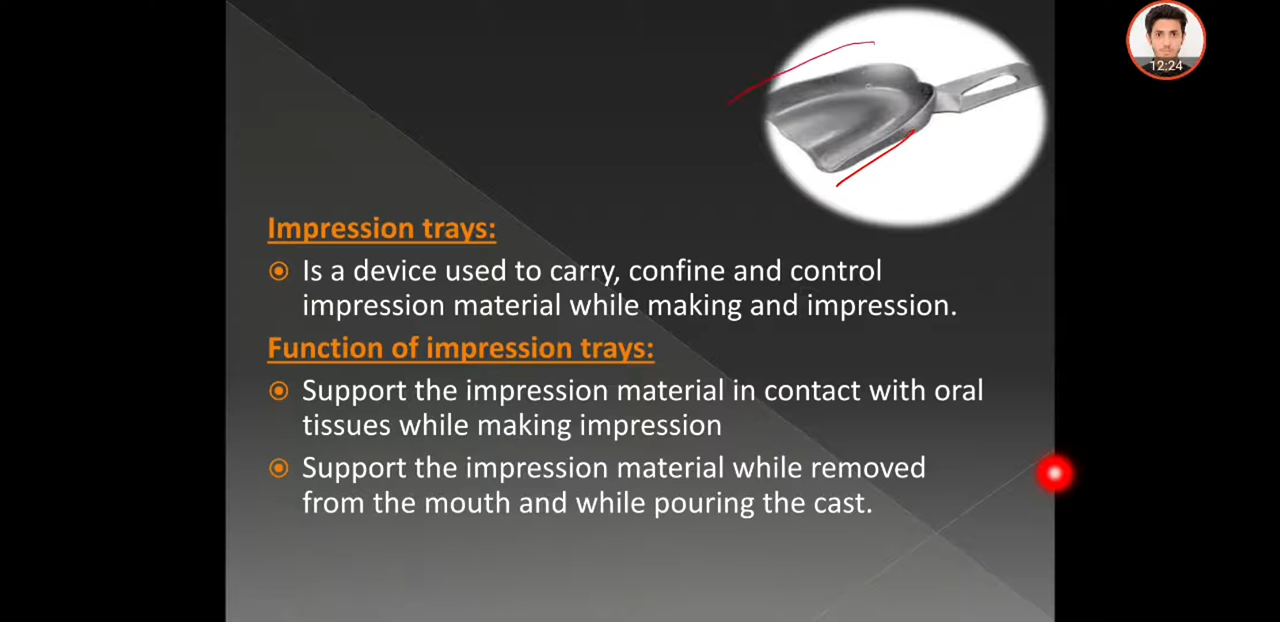 12:24
Impression trays:
Is a device used to carry, confine and control
impression material while making and impression.
Function of impression trays:
Support the impression material in contact with oral
tissues while making impression
Support the impression material while removed
from the mouth and while pouring the cast.